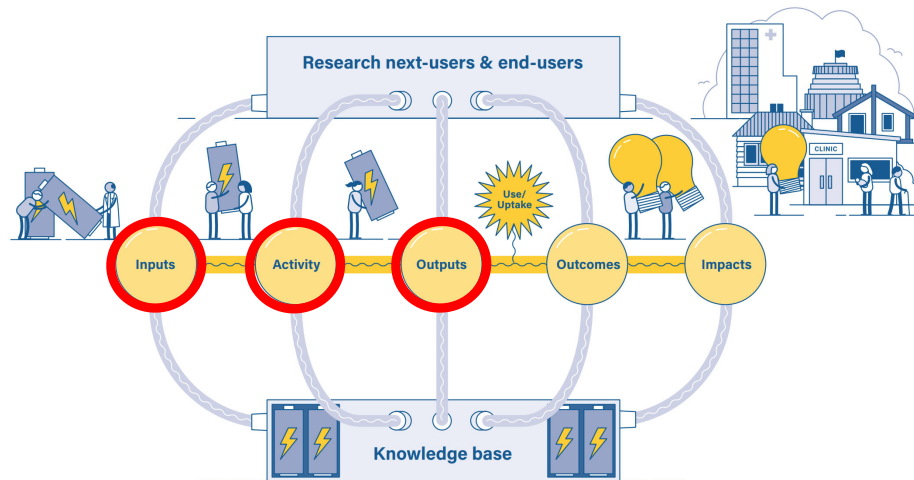 Research next-users & end-users
CLINIC
Use/
Uptake
Inputs
Activity
Outputs
Outcomes
Impacts
Knowledge base